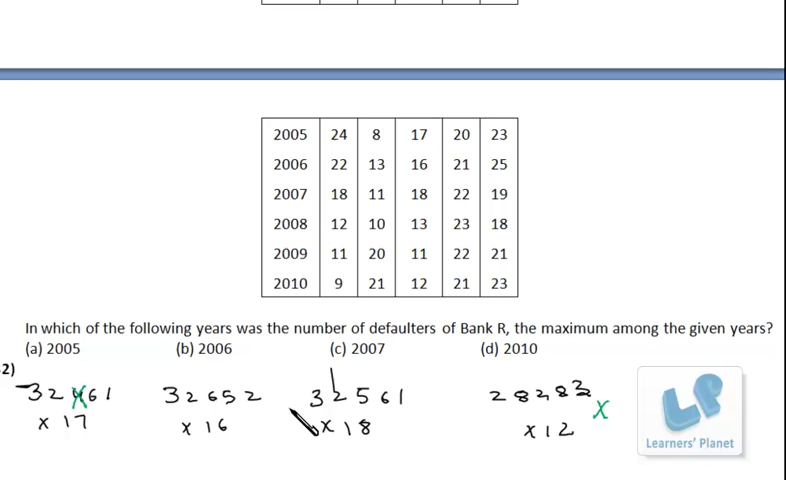 2005 24 8 17 20 23
2006 22 13 16 21 25
2007 18 11 18 22 19
2008 12 10 13 23 18
2009 11 20 11 22 21
2010 9 21 12 21 23
In which of the following years was the number of defaulters of Bank R, the maximum among the given years?
(a) 2005 (b) 2006 (c) 2007 (d) 2010
2)
32461 32652 32561 28283
x 17 x 16 x 18 x 12 X
LP
Learners' Planet